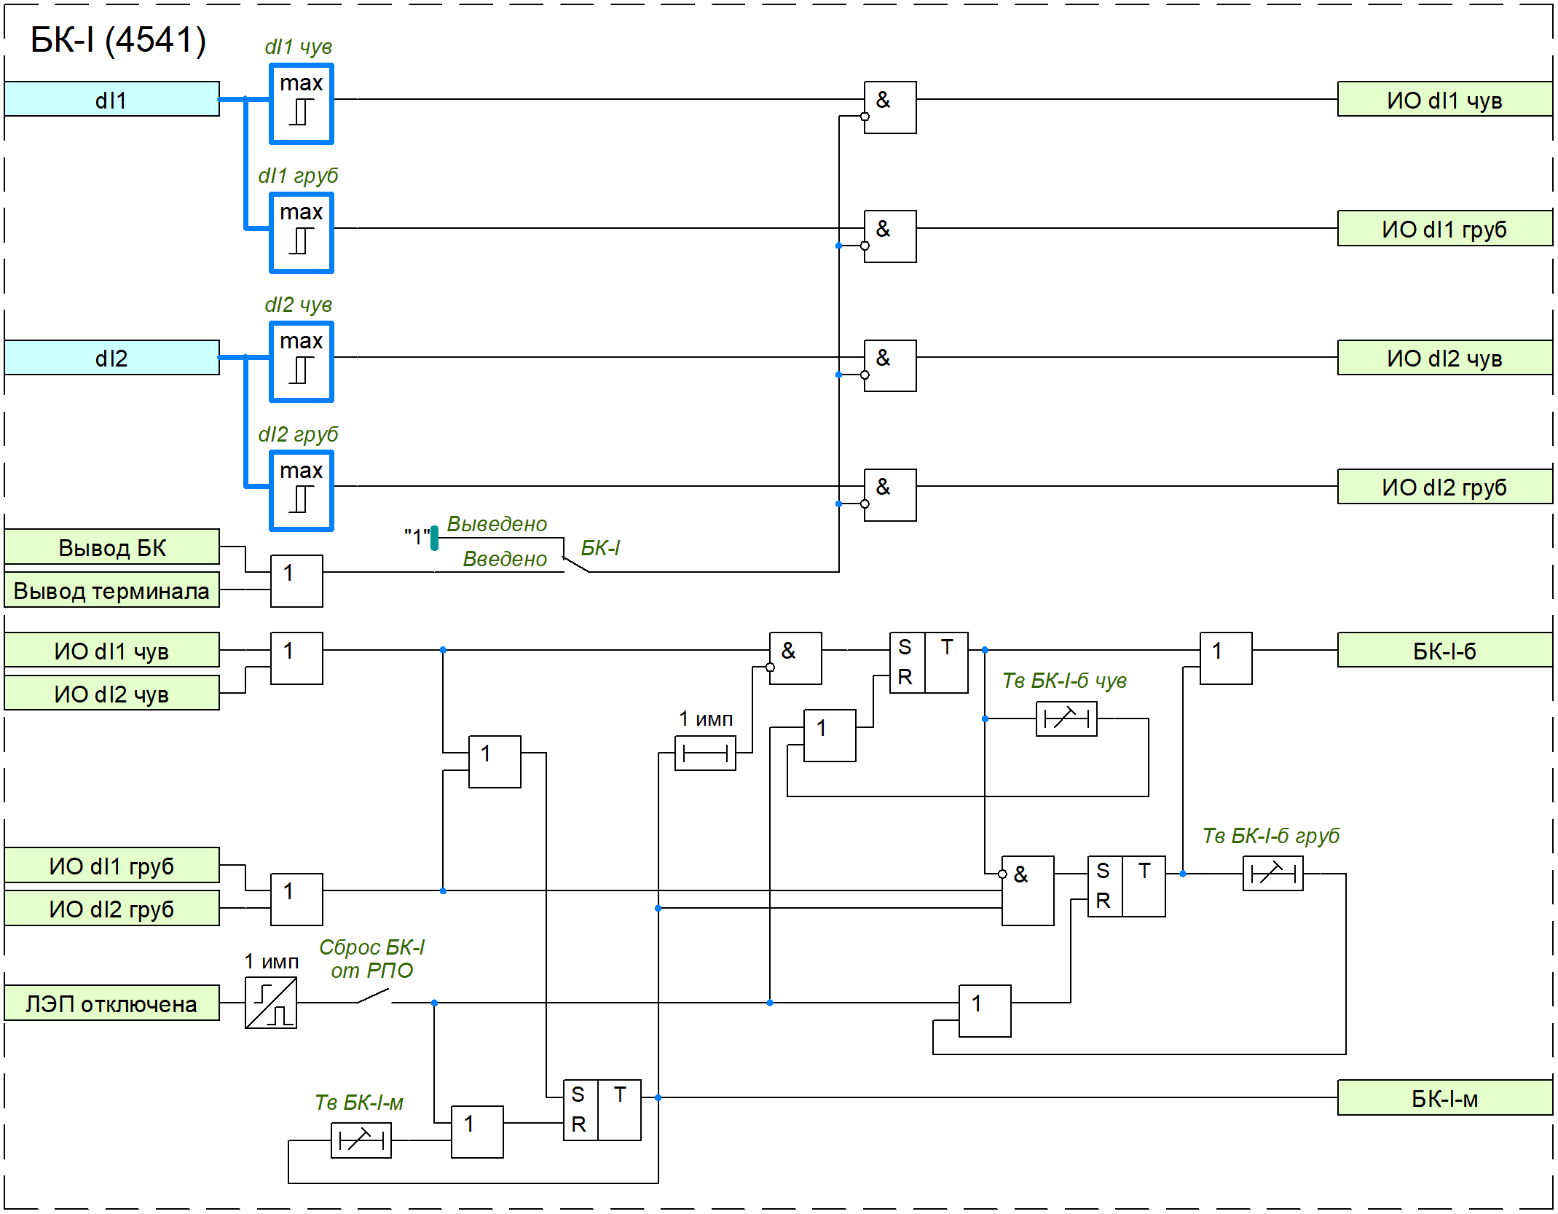 БК-I (4541)
dI1 чув
dI1
max
&
ИО dI1 чув
dI1 груб
max
&
ИО dI1 груб
dI2 чув
dI2
max
&
ИО dI2 чув
dI2 груб
max
&
ИО dI2 груб
"1"
Выведено
Вывод БК
Введено
БК-I
1
Вывод терминала
ИО dI1 чув
1
&
S T
R
1
БК-I-б
ИО dI2 чув
Тв БК-I-б чув
1 имп
1
1
Тв БК-I-б груб
ИО dI1 груб
1
&
S T
R
ИО dI2 груб
Сброс БК-I
от РПО
1 имп
ЛЭП отключена
1
Тв БК-I-м
1
S T
R
БК-I-м